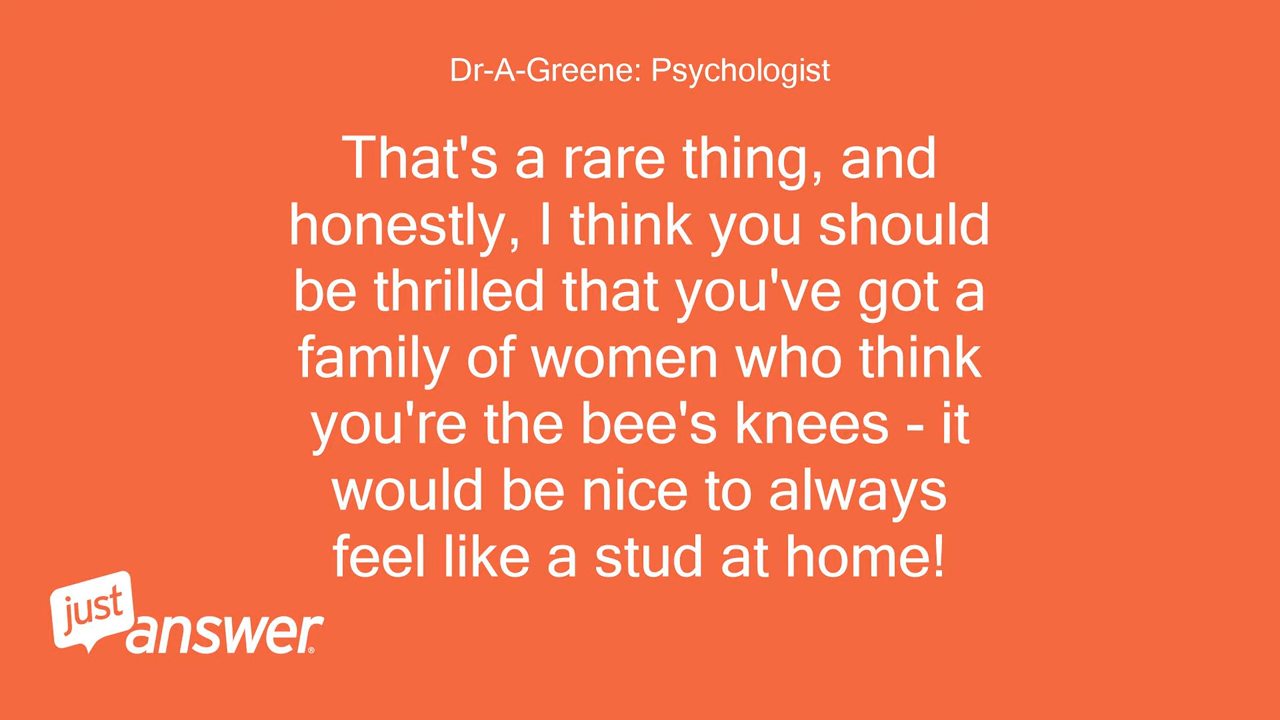 Dr-A-Greene: Psychologist
That's a rare thing, and
honestly, I think you should
be thrilled that you've got a
family of women who think
you're the bee's knees - it
would be nice to always
feel like a stud at home!
just
answer®